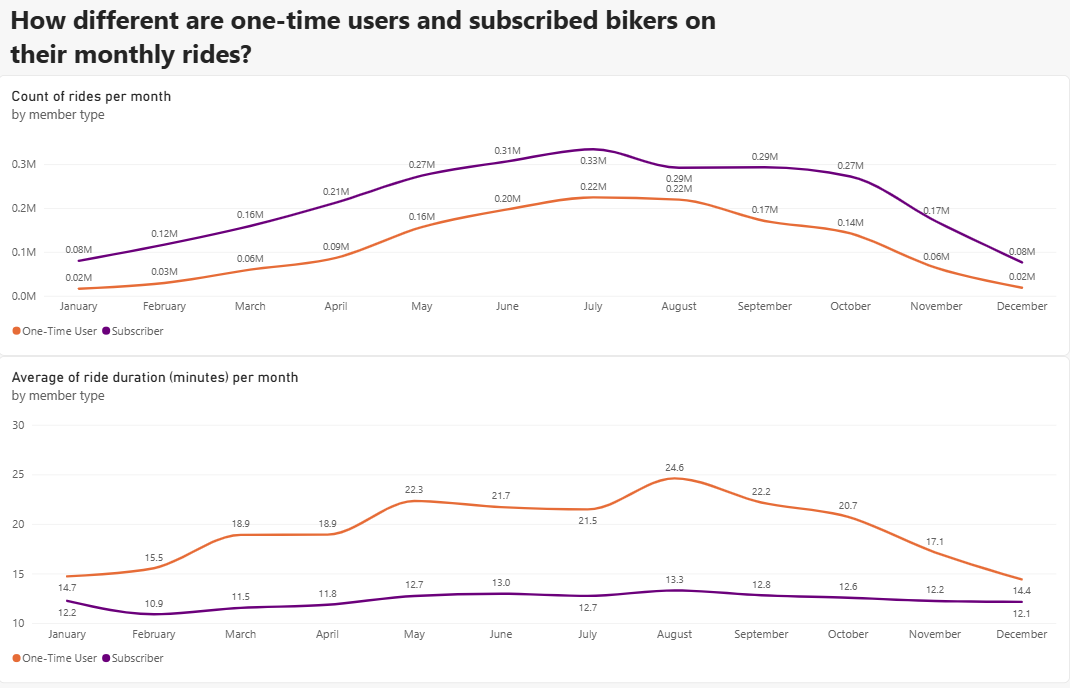 How different are one-time users and subscribed bikers on
their monthly rides?
Count of rides per month
by member type
0.3M
0.2M
0.1M
0.0M
0.08M
0.12M
0.16M
0.21M
0.27M
0.31M
0.33M
0.29M
0.29M
0.27M
0.17M
0.08M
0.02M
0.03M
0.06M
0.09M
0.16M
0.20M
0.22M
0.22M
0.17M
0.14M
0.06M
0.02M
January February March April May June July August September October November December
One-Time User Subscriber
Average of ride duration (minutes) per month
by member type
30
25
20
15
10
14.7
15.5
18.9
18.9
22.3
21.7
21.5
24.6
22.2
20.7
17.1
14.4
12.2
10.9
11.5
11.8
12.7
13.0
12.7
13.3
12.8
12.6
12.2
12.1
January February March April May June July August September October November December
One-Time User Subscriber